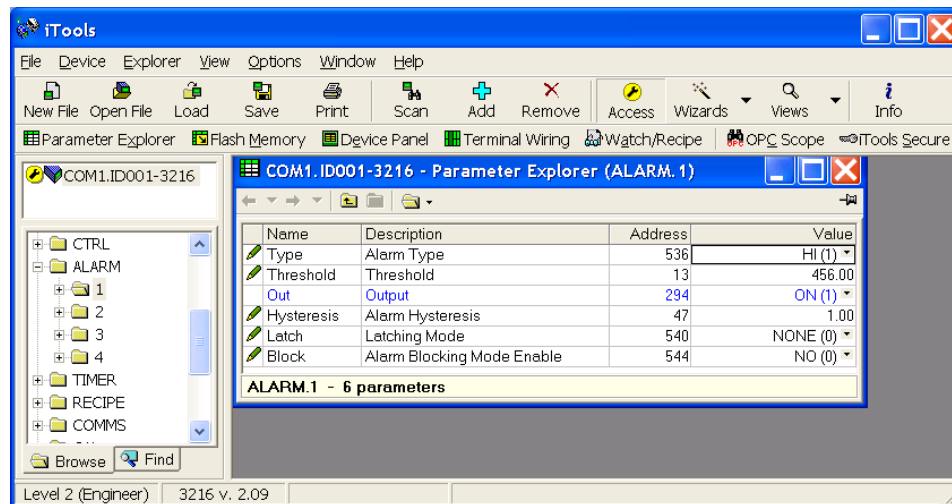 iTools
File Device Explorer View Options Window Help
New File Open File Load Save Print Scan Add Remove Access Wizards Views Info
Parameter Explorer Flash Memory Device Panel Terminal Wiring Watch/Recipe OPC Scope iTools Secure
COM1.ID001-3216
CTRL
ALARM
1
2
3
4
TIMER
RECIPE
COMMS
Browse Find
COM1.ID001-3216 - Parameter Explorer (ALARM.1)
Name Description Address Value
Type Alarm Type 536 HI (1)
Threshold Threshold 13 456.00
Out Output 294 ON (1)
Hysteresis Alarm Hysteresis 47 1.00
Latch Latching Mode 540 NONE (0)
Block Alarm Blocking Mode Enable 544 NO (0)
ALARM.1 - 6 parameters
Level 2 (Engineer) 3216 v. 2.09